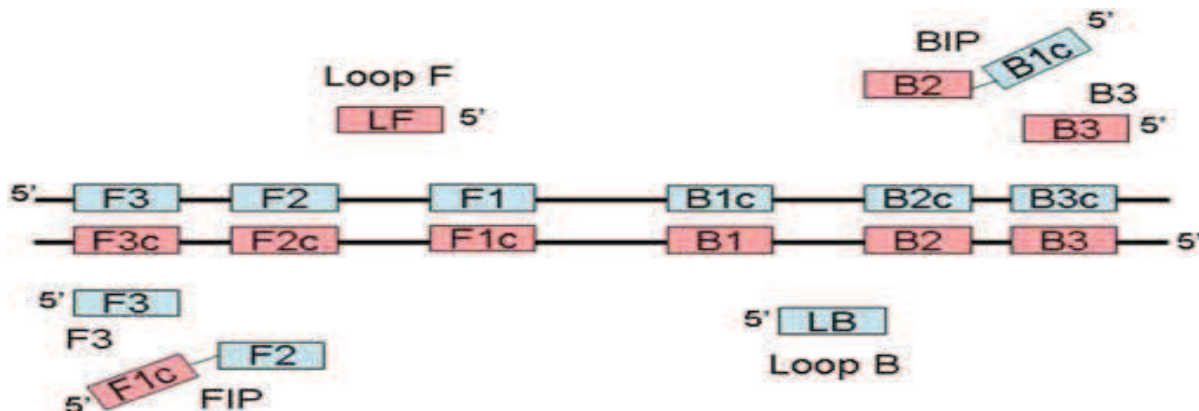 5' BIP
B1c
Loop F
B2
B3
LF 5'
B3 5'
5' F3 F2 F1 B1c B2c B3c
F3c F2c F1c B1 B2 B3 5'
5' F3
5' LB
F3
F2
Loop B
F1c
5' FIP